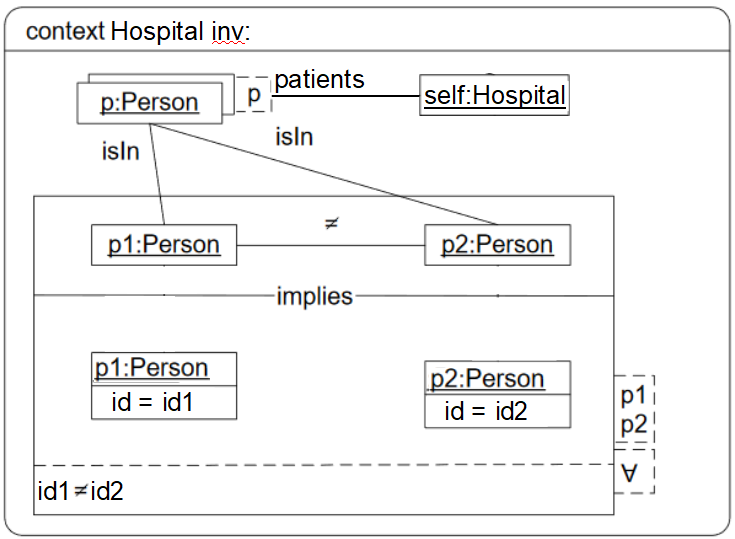 context Hospital inv:
patients
p:Person
p
self:Hospital
isIn
isIn
≠
p1:Person
p2:Person
implies
p1:Person
id = id1
p2:Person
id = id2
p1
p2
∀
id1≠id2